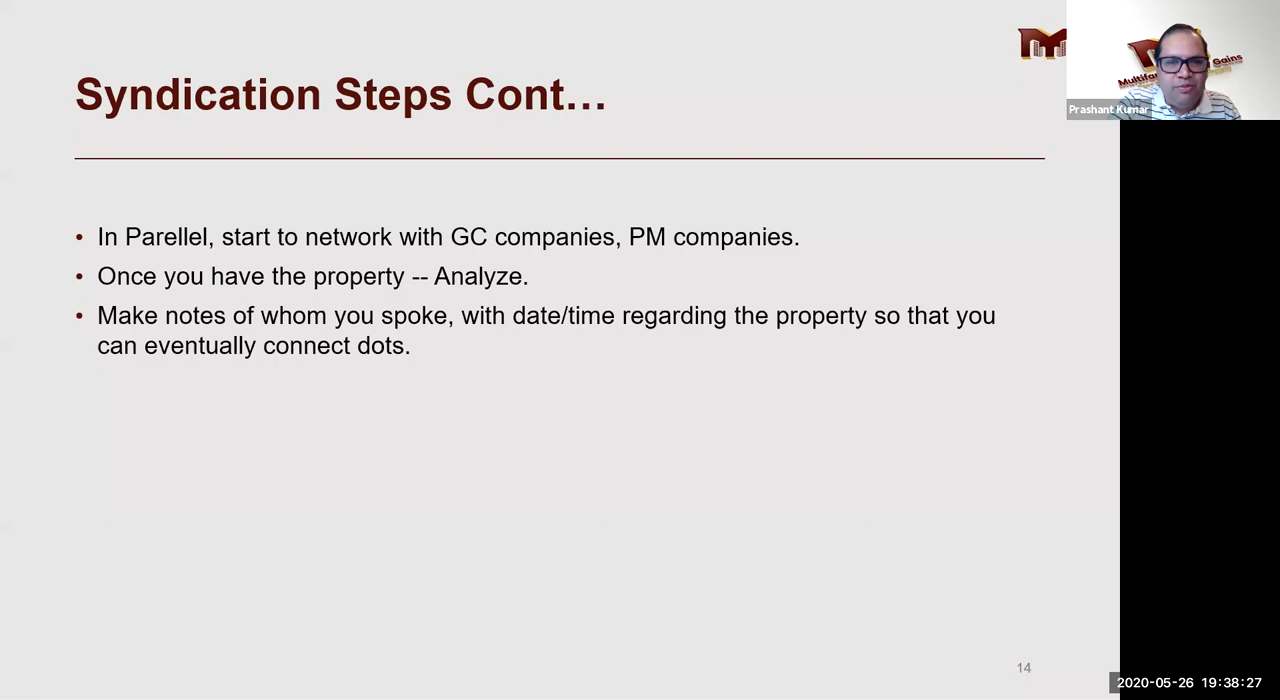 Syndication Steps Cont…
Gains
Prashant Kumar
• In Parellel, start to network with GC companies, PM companies.
• Once you have the property -- Analyze.
• Make notes of whom you spoke, with date/time regarding the property so that you
can eventually connect dots.
14
2020-05-26 19:38:27